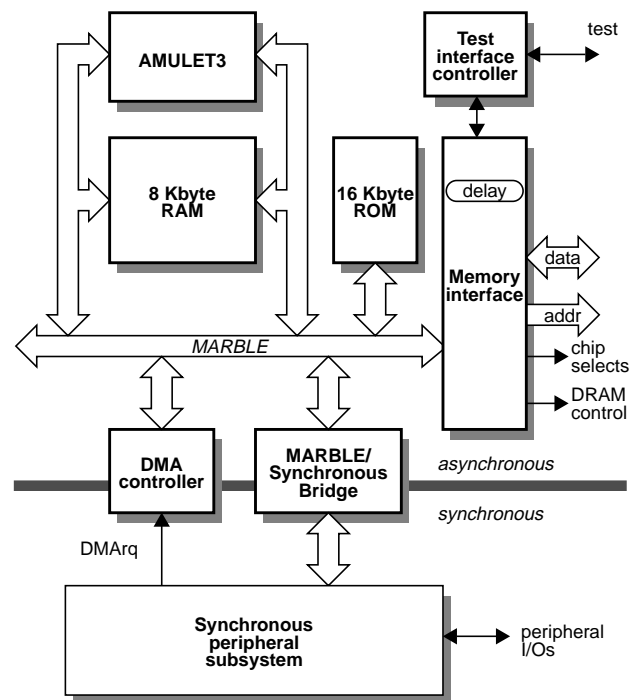 AMULET3
Test
interface
controller
test
8 Kbyte
RAM
16 Kbyte
ROM
delay
Memory
interface
data
addr
chip
selects
DRAM
control
MARBLE
DMA
controller
MARBLE/
Synchronous
Bridge
asynchronous
synchronous
DMArq
Synchronous
peripheral
subsystem
peripheral
I/Os